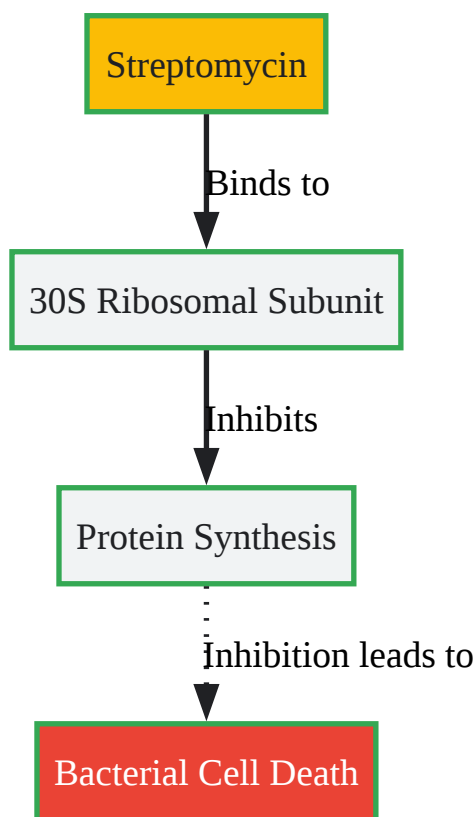 Streptomycin
Binds to
30S Ribosomal Subunit
Inhibits
Protein Synthesis
Inhibition leads to
Bacterial Cell Death